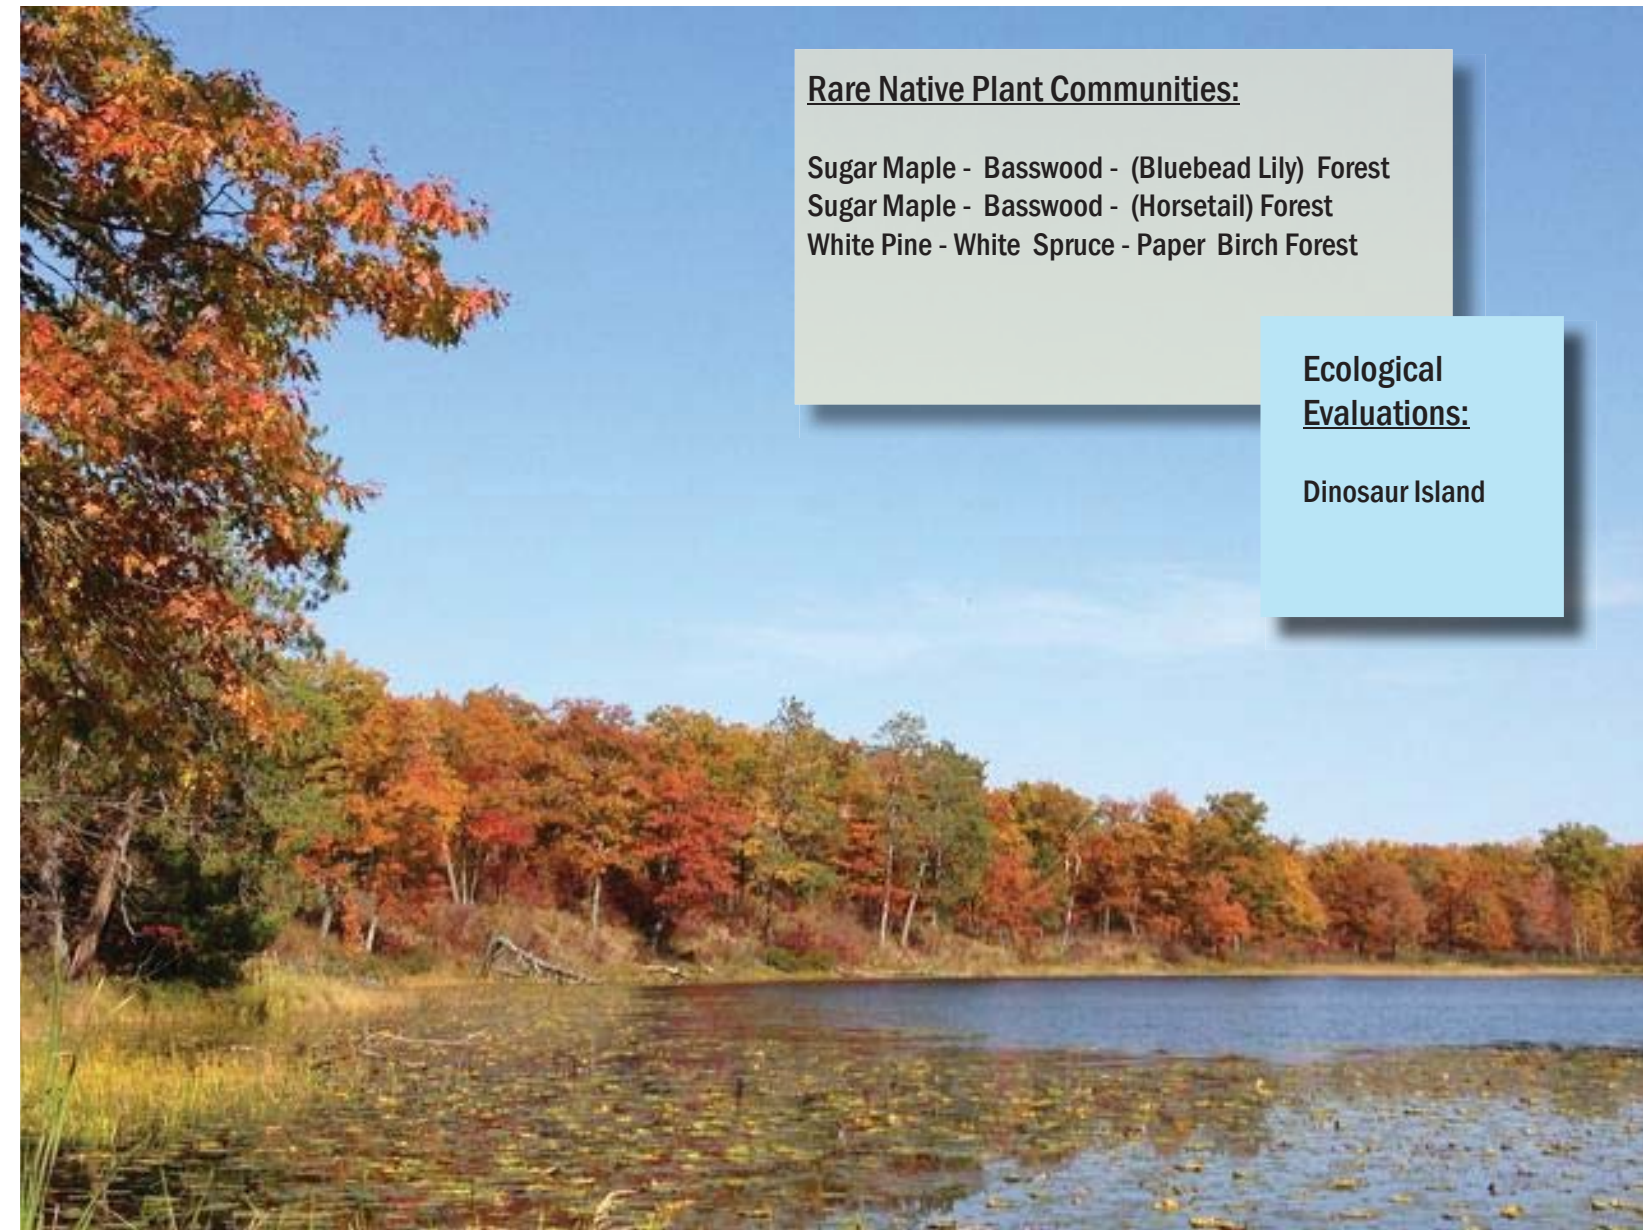 Rare Native Plant Communities:
Sugar Maple - Basswood - (Bluebead Lily) Forest
Sugar Maple - Basswood - (Horsetail) Forest
White Pine - White Spruce - Paper Birch Forest
Ecological
Evaluations:
Dinosaur Island